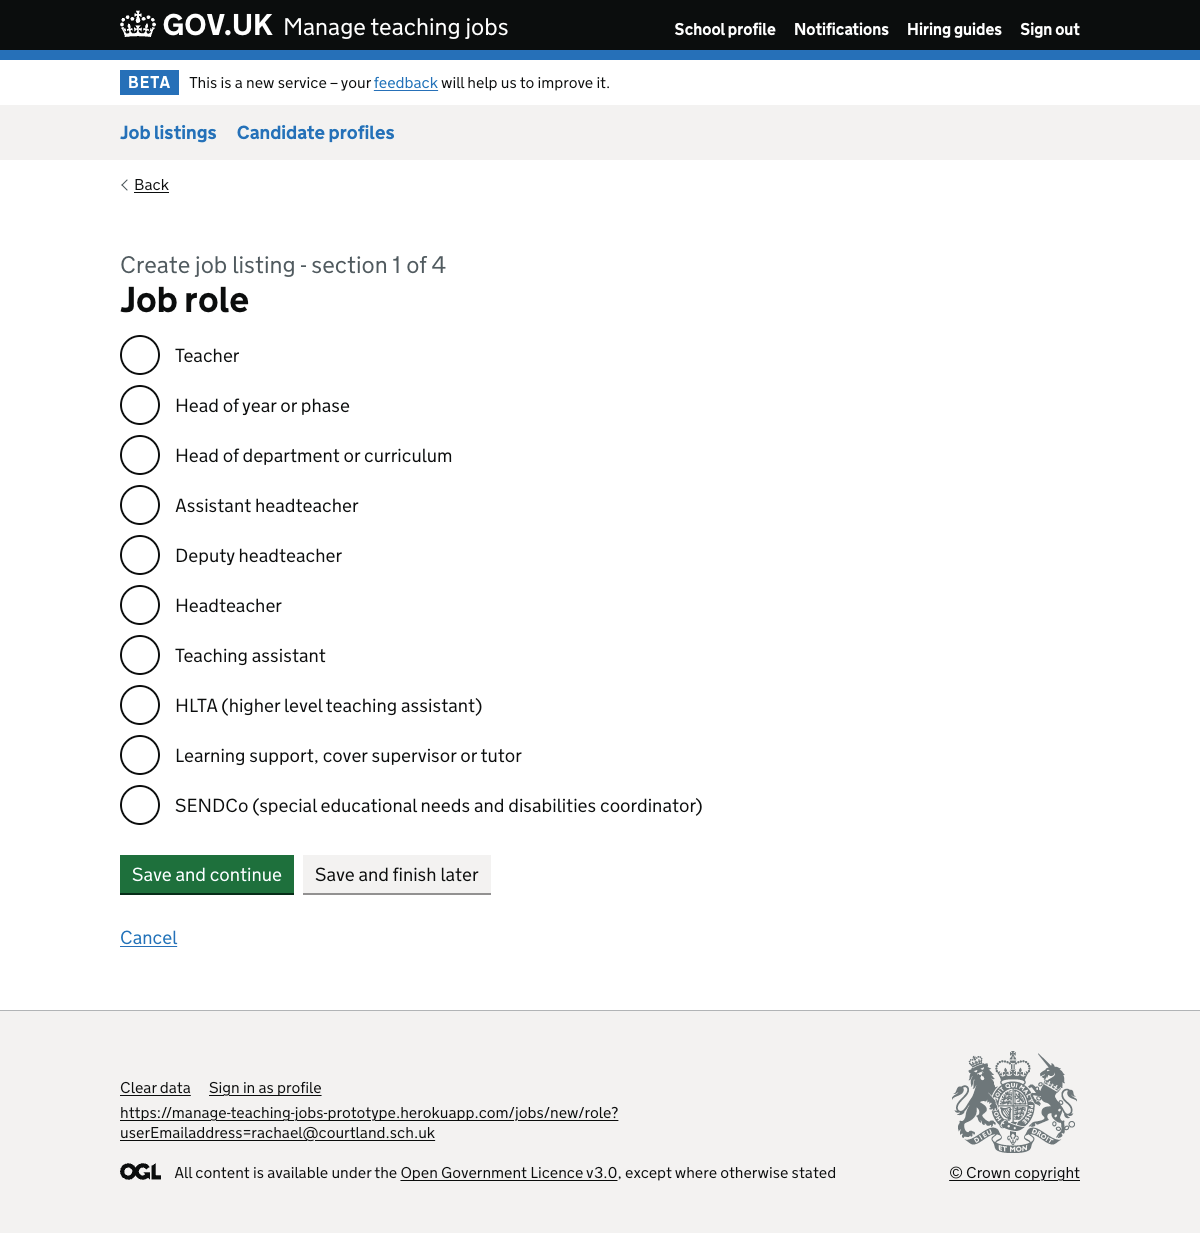 GOV.UK Manage teaching jobs
School profile Notifications Hiring guides Sign out
BETA This is a new service – your feedback will help us to improve it.
Job listings Candidate profiles
Back
Create job listing - section 1 of 4
Job role
Teacher
Head of year or phase
Head of department or curriculum
Assistant headteacher
Deputy headteacher
Headteacher
Teaching assistant
HLTA (higher level teaching assistant)
Learning support, cover supervisor or tutor
SENDCo (special educational needs and disabilities coordinator)
Save and continue Save and finish later
Cancel
Clear data Sign in as profile
https://manage-teaching-jobs-prototype.herokuapp.com/jobs/new/role?
userEmailaddress=rachael@courtland.sch.uk
DIEU ET MON DROIT
OGL All content is available under the Open Government Licence v3.0, except where otherwise stated
© Crown copyright